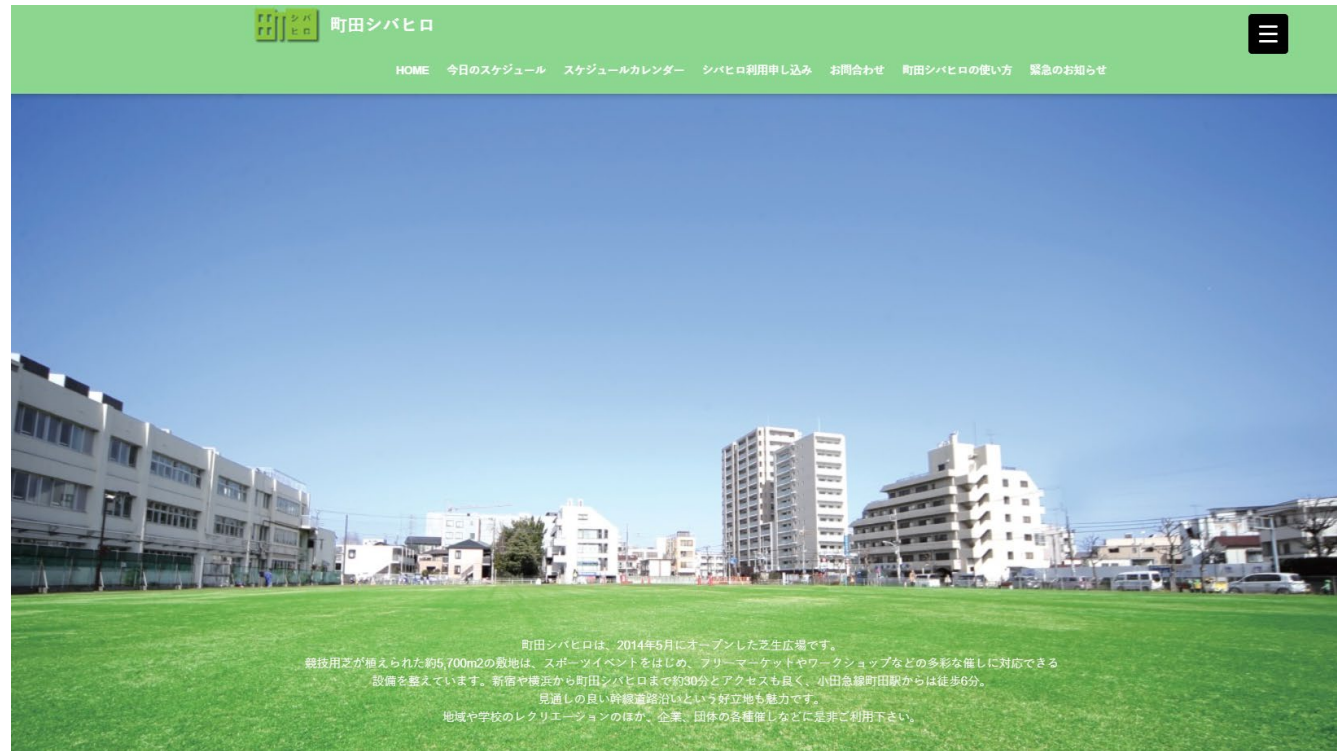 シバ
ヒロ
町田シバヒロ
HOME 今日のスケジュール スケジュールカレンダー シバヒロ利用申し込み お問合わせ 町田シバヒロの使い方 緊急のお知らせ
町田シバヒロは、2014年5月にオープンした芝生広場です。
競技用芝が植えられた約5,700m2の敷地は、スポーツイベントをはじめ、フリーマーケットやワークショップなどの多彩な催しに対応できる
設備を整えています。新宿や横浜から町田シバヒロまで約30分とアクセスも良く、小田急線町田駅からは徒歩6分。
見通しの良い幹線道路沿いという好立地も魅力です。
地域や学校のレクリエーションのほか、企業、団体の各種催しなどに是非ご利用下さい。